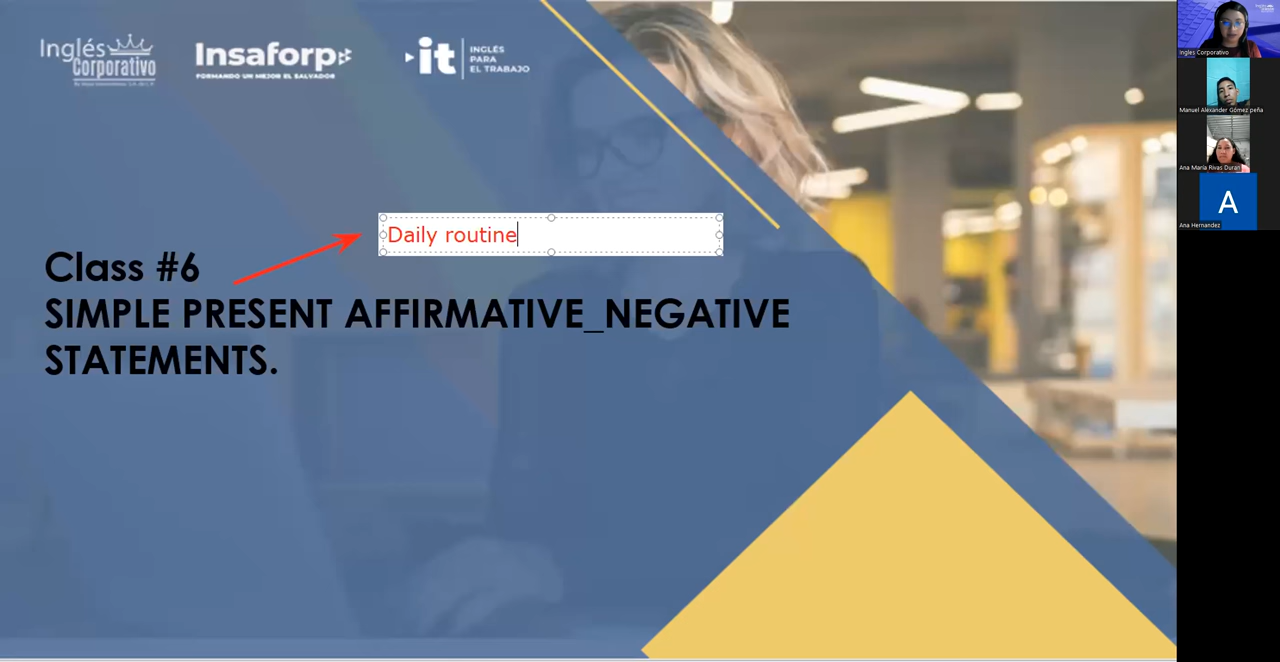 Inglés
Corporativo
Insaforp
FORMANDO UN MEJOR EL SALVADOR
it
INGLÉS
PARA
EL TRABAJO
Daily routine
Class #6
SIMPLE PRESENT AFFIRMATIVE_NEGATIVE
STATEMENTS.
Ingles Corporativo
Manuel Alexander Gómez peña
Ana María Rivas Duran
A
Ana Hernandez